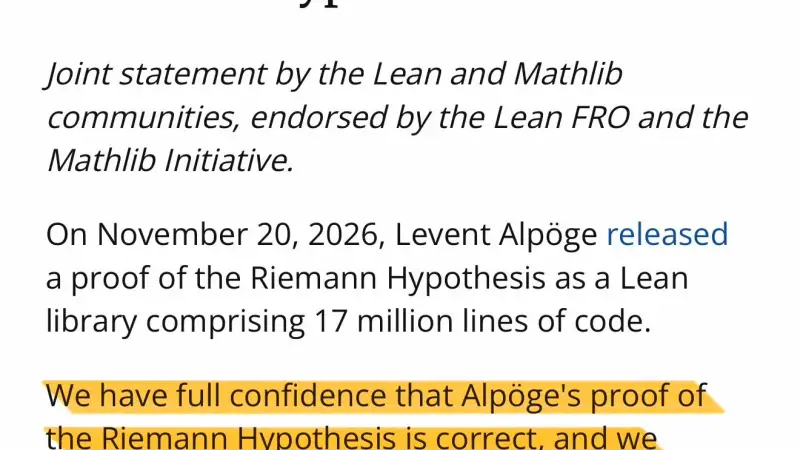 Joint statement by the Lean and Mathlib
communities, endorsed by the Lean FRO and the
Mathlib Initiative.
On November 20, 2026, Levent Alpöge released
a proof of the Riemann Hypothesis as a Lean
library comprising 17 million lines of code.
We have full confidence that Alpöge's proof of
the Riemann Hypothesis is correct, and we